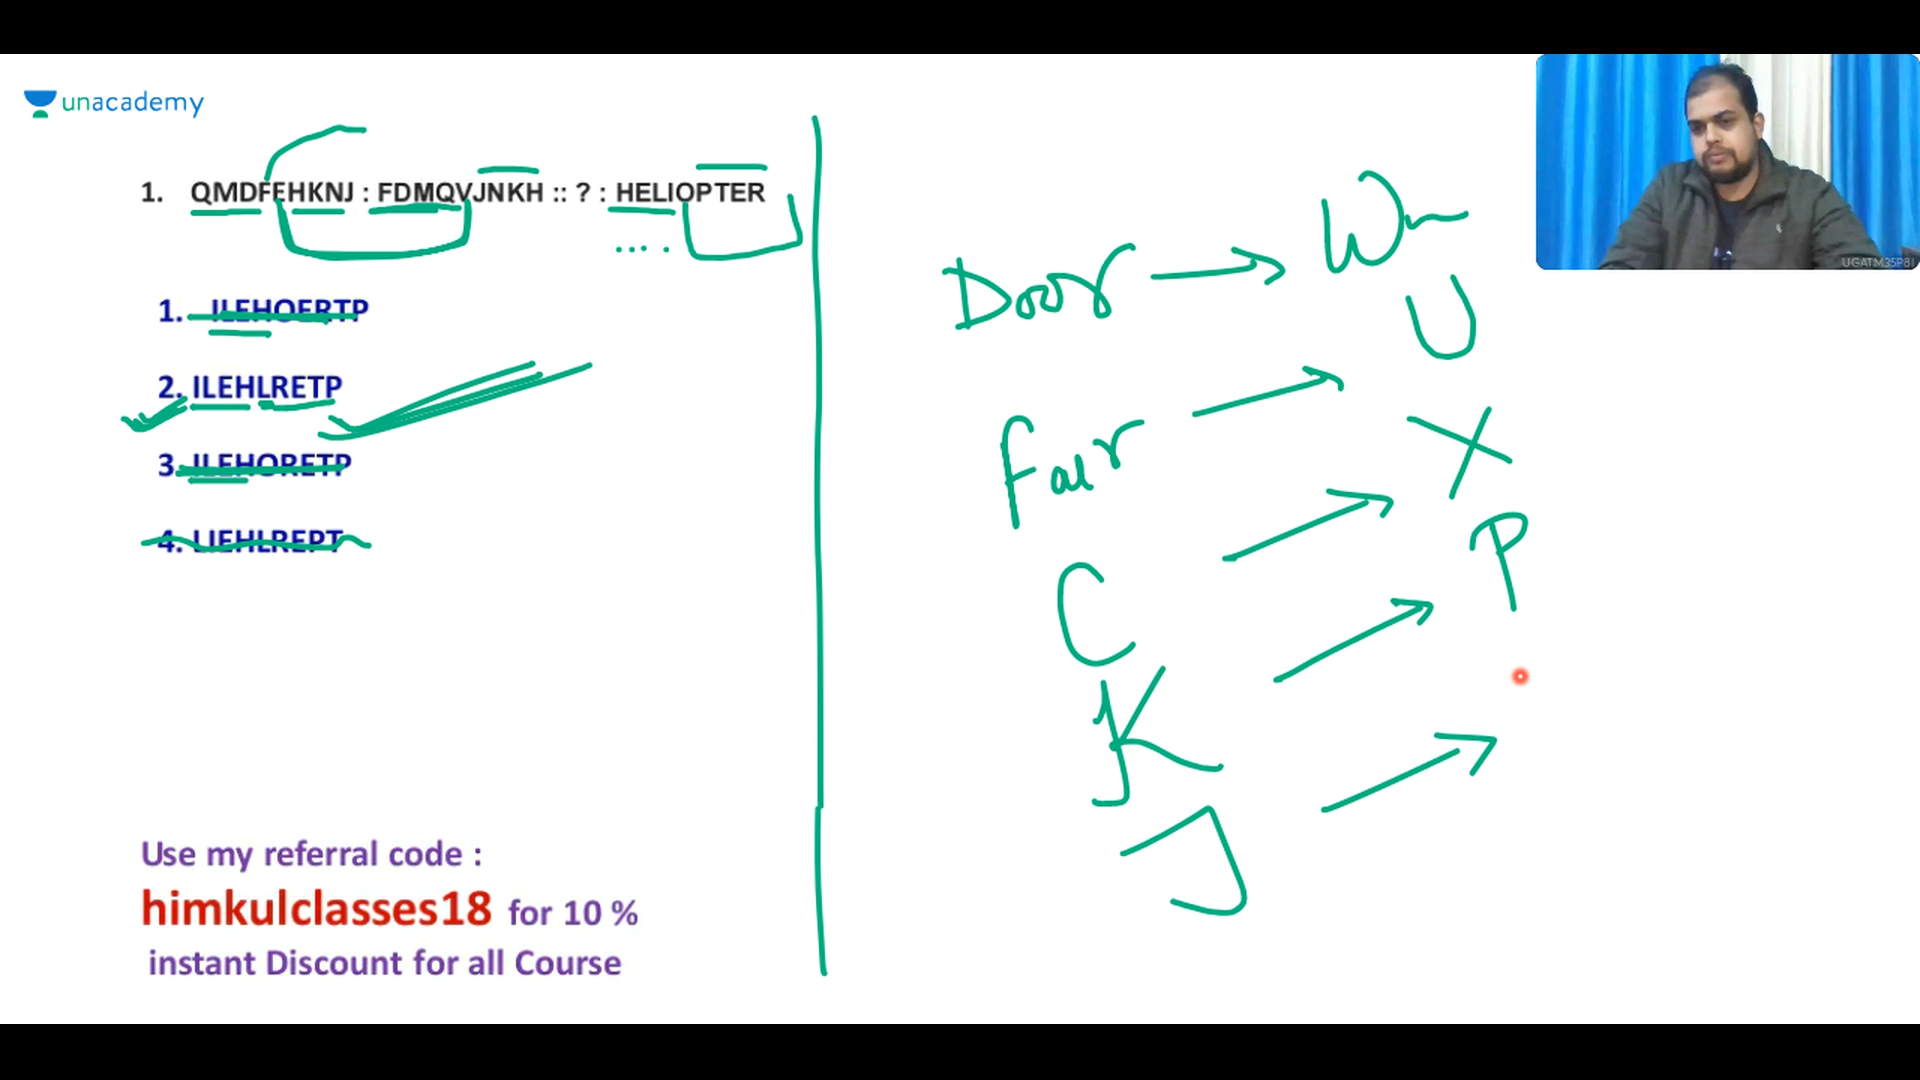 unacademy
1. QMDFEHKNJ : FDMQVJNKH :: ? : HELIOPTER
1. ILEHOERTP
2. ILEHLRETP
3. ILEHORETP
4. LIEHLREPT
Use my referral code :
himkulclasses18 for 10 %
instant Discount for all Course
Door
U
X
C
P
K
J
UGATM35P8I